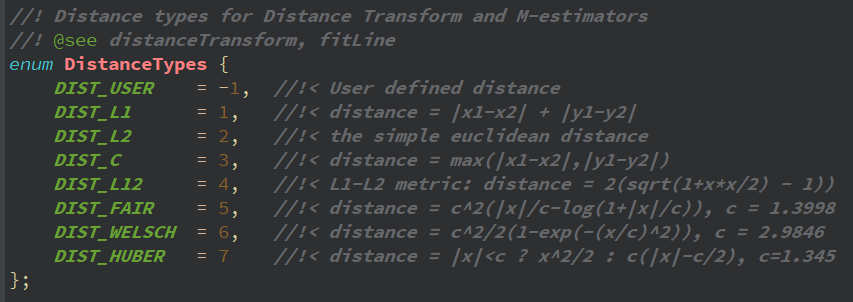 //! Distance types for Distance Transform and M-estimators
//! @see distanceTransform, fitLine
enum DistanceTypes {
    DIST_USER    = -1,  //!< User defined distance
    DIST_L1      = 1,   //!< distance = |x1-x2| + |y1-y2|
    DIST_L2      = 2,   //!< the simple euclidean distance
    DIST_C       = 3,   //!< distance = max(|x1-x2|,|y1-y2|)
    DIST_L12     = 4,   //!< L1-L2 metric: distance = 2(sqrt(1+x*x/2) - 1))
    DIST_FAIR    = 5,   //!< distance = c^2(|x|/c-log(1+|x|/c)), c = 1.3998
    DIST_WELSCH  = 6,   //!< distance = c^2/2(1-exp(-(x/c)^2)), c = 2.9846
    DIST_HUBER   = 7    //!< distance = |x|<c ? x^2/2 : c(|x|-c/2), c=1.345
};